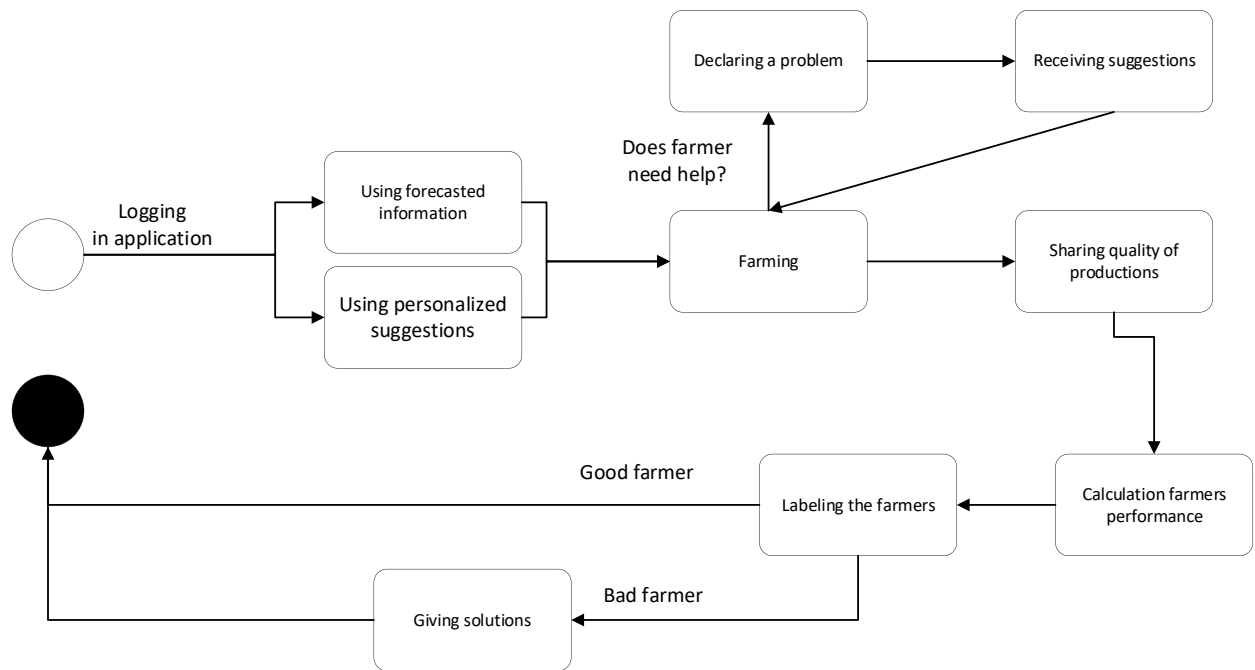 Declaring a problem
Receiving suggestions
Does farmer
need help?
Using forecasted
information
Logging
in application
Using personalized
suggestions
Farming
Sharing quality of
productions
Good farmer
Labeling the farmers
Calculation farmers
performance
Bad farmer
Giving solutions